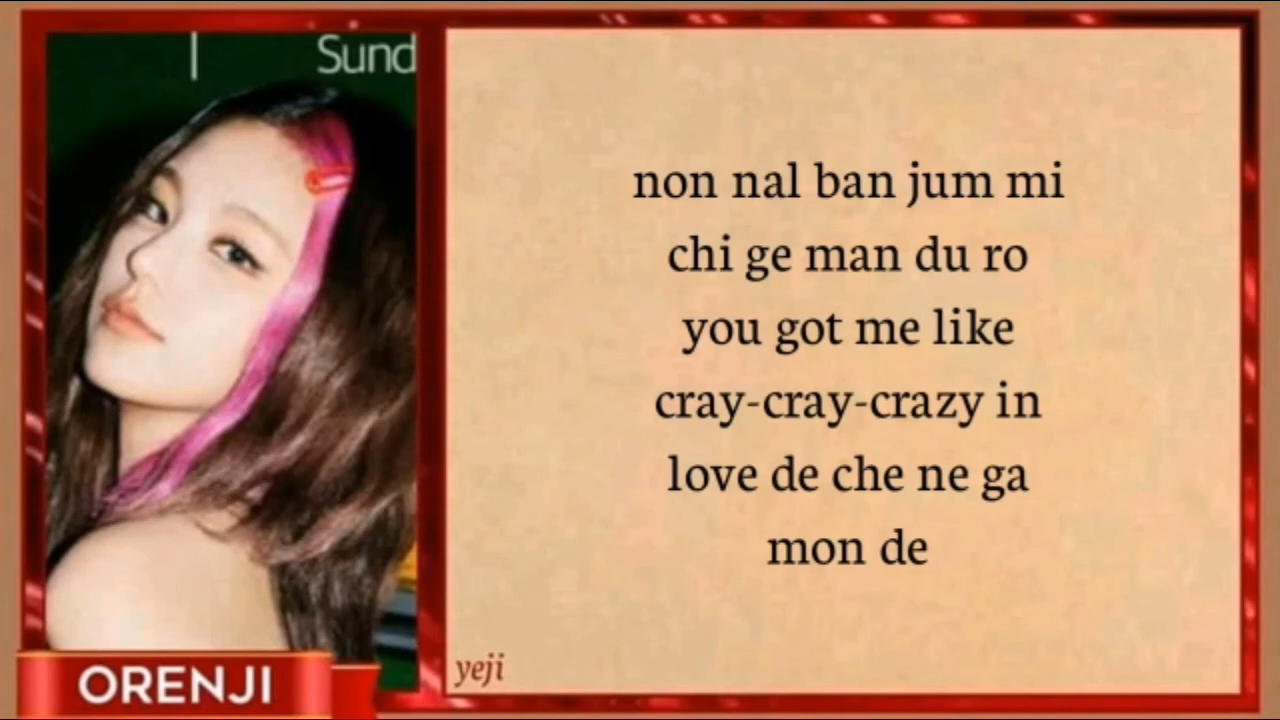 Sund
non nal ban jum mi
chi ge man du ro
you got me like
cray-cray-crazy in
love de che ne ga
mon de
yeji
ORENJI